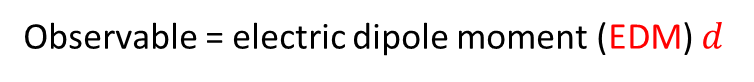 Observable = electric dipole moment (EDM) d